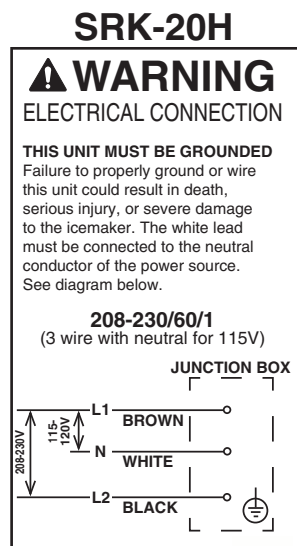 SRK-20H
WARNING
ELECTRICAL CONNECTION
THIS UNIT MUST BE GROUNDED
Failure to properly ground or wire
this unit could result in death,
serious injury, or severe damage
to the icemaker. The white lead
must be connected to the neutral
conductor of the power source.
See diagram below.
208-230/60/1
(3 wire with neutral for 115V)
JUNCTION BOX
L1
BROWN
115-
120V
208-230V
N
WHITE
L2
BLACK